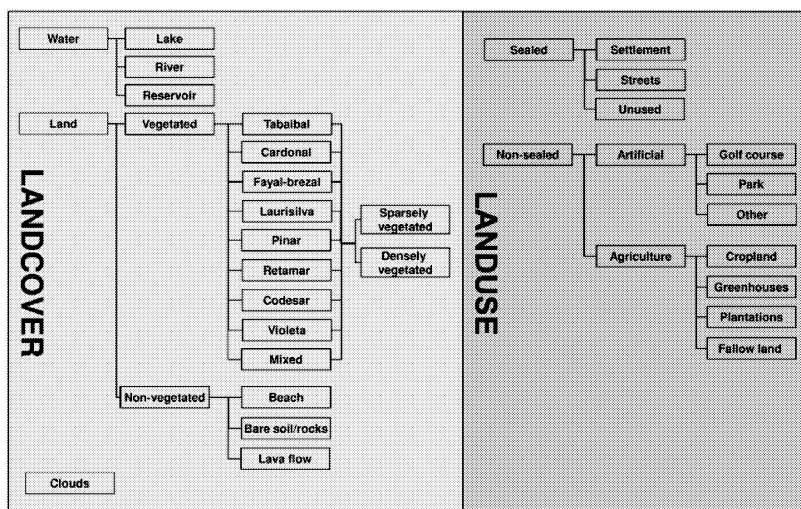 LANDCOVER
Water
Lake
River
Reservoir
Land
Vegetated
Tabaibal
Cardonal
Fayal-brezal
Laurisilva
Pinar
Retamar
Codesar
Violeta
Mixed
Sparsely
vegetated
Densely
vegetated
Non-vegetated
Beach
Bare soil/rocks
Lava flow
Clouds
LANDUSE
Sealed
Settlement
Streets
Unused
Non-sealed
Artificial
Golf course
Park
Other
Agriculture
Cropland
Greenhouses
Plantations
Fallow land